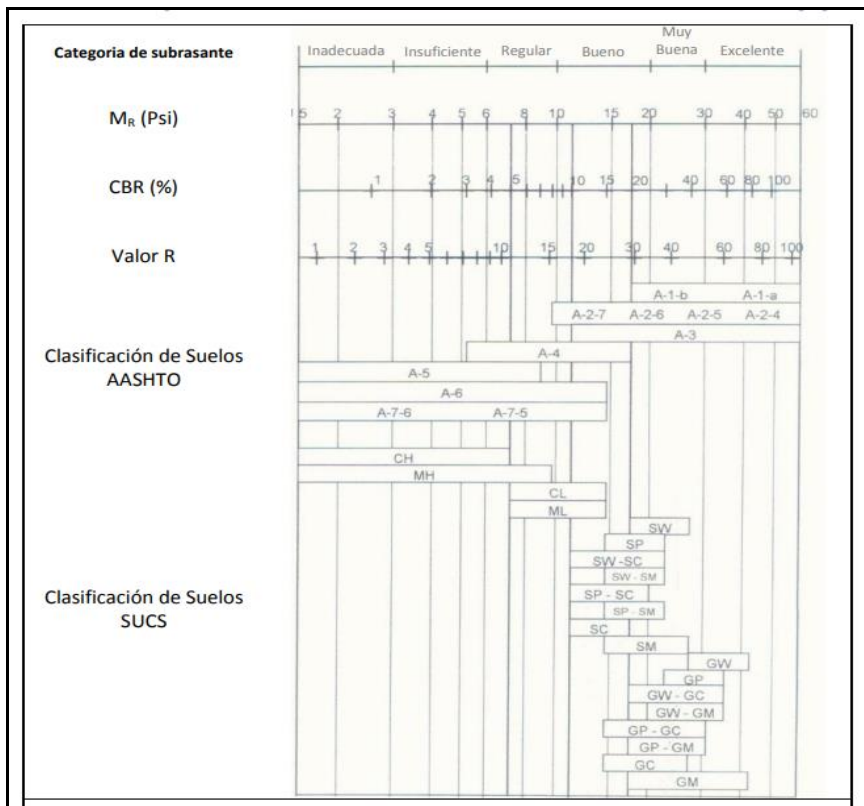 Categoria de subrasante
Inadecuada Insuficiente Regular Bueno Muy Buena Excelente
MR (Psi)
1.5 2 3 4 5 6 8 10 15 20 30 40 50 60
CBR (%)
1 2 3 4 5 10 15 20 40 60 80 100
Valor R
1 2 3 4 5 10 15 20 30 40 60 80 100
Clasificación de Suelos
AASHTO
A-1-b A-1-a
A-2-7 A-2-6 A-2-5 A-2-4
A-3
A-4
A-5
A-6
A-7-6 A-7-5
Clasificación de Suelos
SUCS
CH
MH
CL
ML
SW
SP
SW -SC
SW - SM
SP - SC
SP - SM
SC
SM
GW
GP
GW - GC
GW - GM
GP - GC
GP - GM
GC
GM